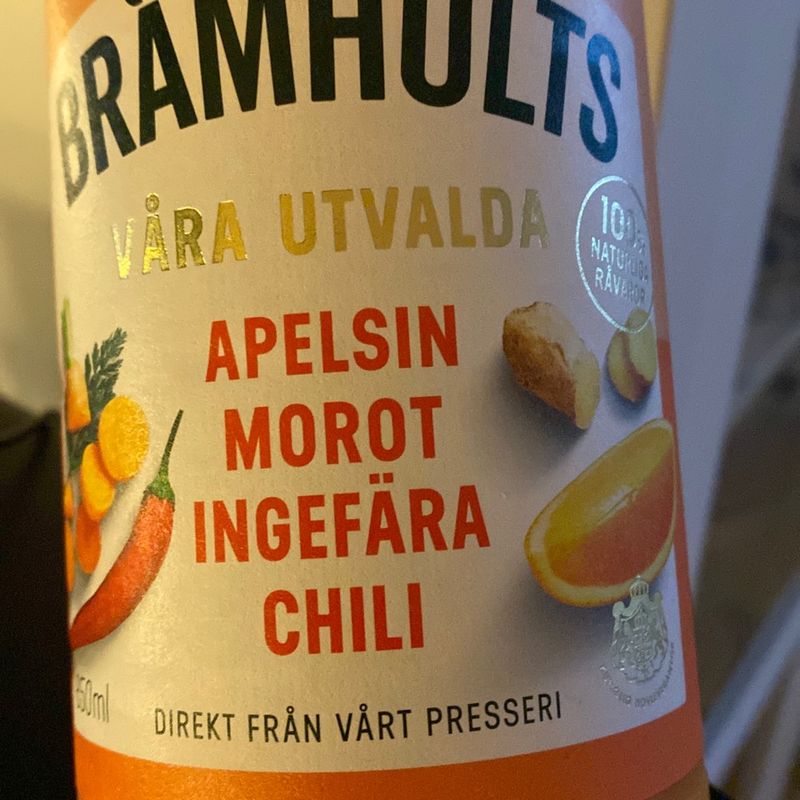 BRÄMHULTS
VÅRA UTVALDA
100%
NATURLIGA
RÅVAROR
APELSIN
MOROT
INGEFÄRA
CHILI
DIREKT FRÅN VÅRT PRESSERI